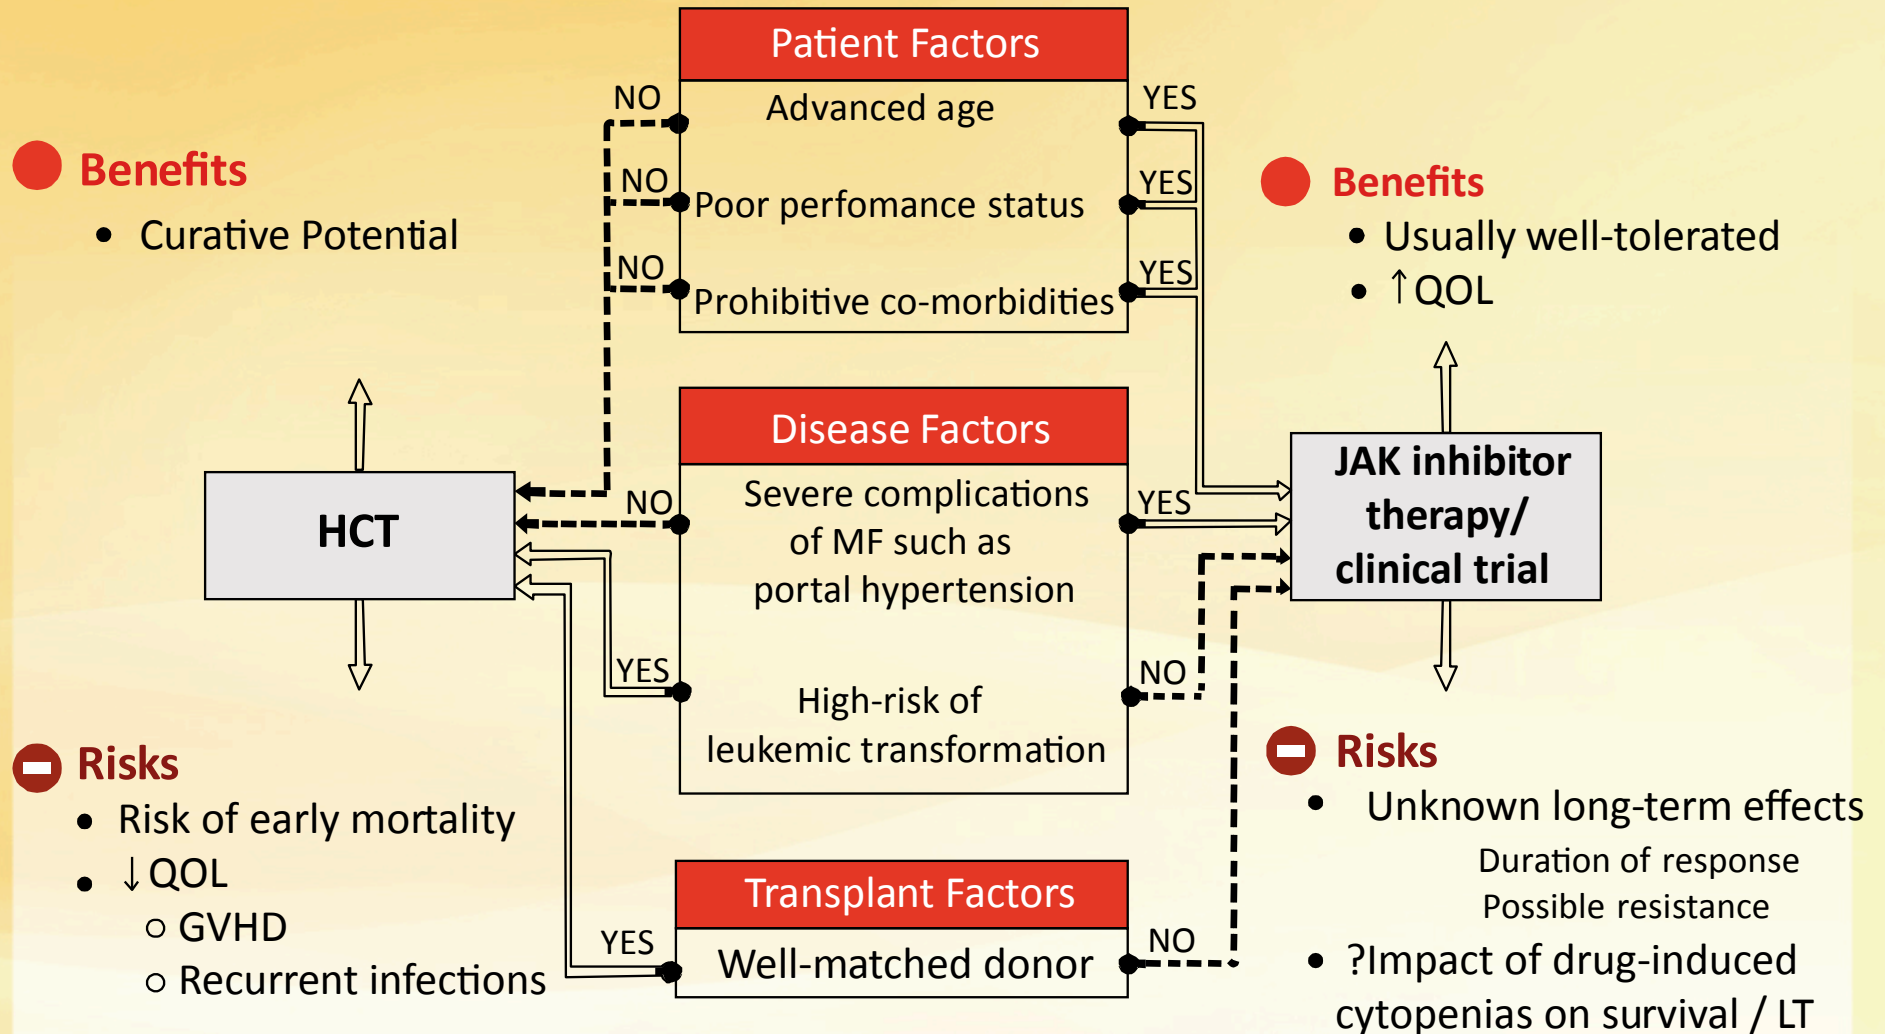 Patient Factors
NO
Advanced age
YES
NO
Poor perfomance status
YES
NO
Prohibitive co-morbidities
YES
Benefits
• Curative Potential
Benefits
• Usually well-tolerated
• ↑QOL
HCT
Disease Factors
NO
Severe complications
of MF such as
portal hypertension
YES
YES
High-risk of
leukemic transformation
NO
JAK inhibitor
therapy/
clinical trial
Risks
• Risk of early mortality
• ↓QOL
○ GVHD
○ Recurrent infections
Transplant Factors
YES
Well-matched donor
NO
Risks
• Unknown long-term effects
Duration of response
Possible resistance
• ?Impact of drug-induced
cytopenias on survival / LT